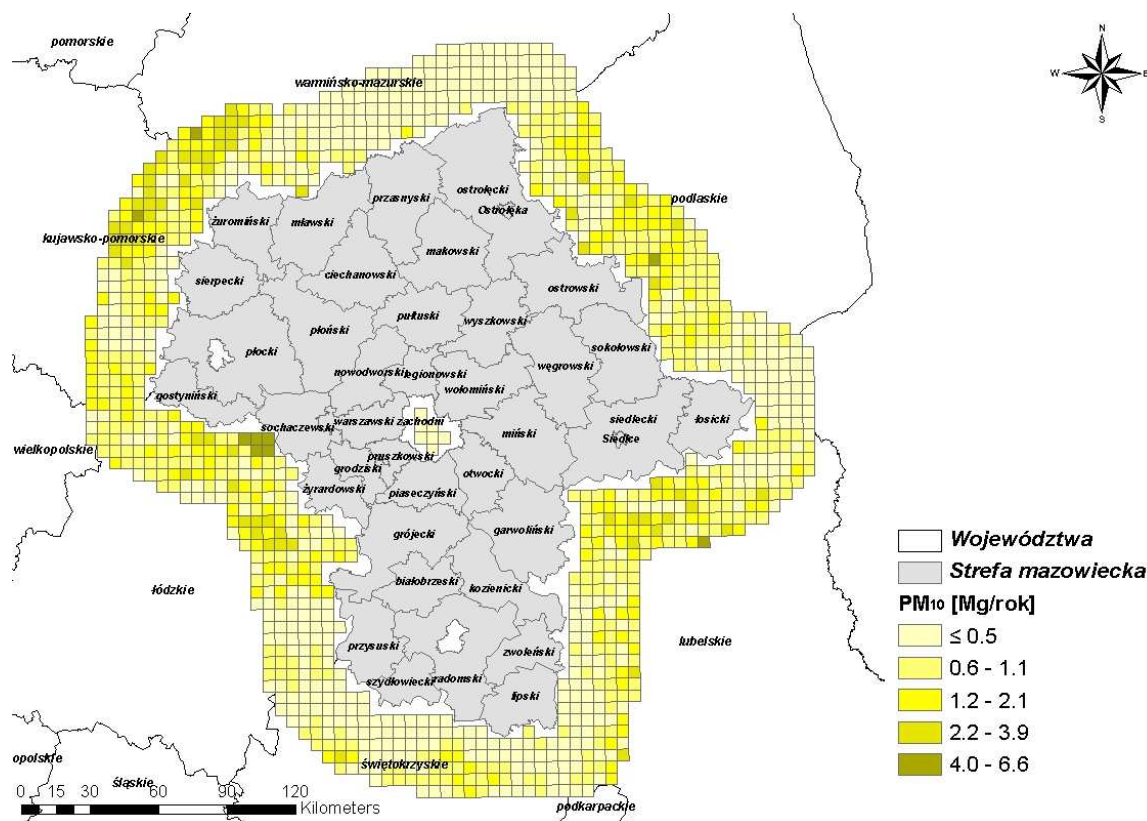 pomorskie
N
W
E
S
warmińsko-mazurskie
ostrołęcki
przasnyski
Ostrołęka
podlaskie
żuromiński
mławski
kujawsko-pomorskie
makowski
ciechanowski
sierpecki
ostrowski
pułtuski
wyszkowski
płoński
sokołowski
płocki
węgrowski
nowodworski
legionowski
wołomiński
gostyniński
sochaczewski
warszawski zachodni
siedlecki
łosicki
miński
Siedlce
wielkopolskie
pruszkowski
grodziski
otwocki
żyrardowski
piaseczyński
grójecki
garwoliński
Województwa
Strefa mazowiecka
białobrzeski
kozienicki
łódzkie
PM10 [Mg/rok]
≤ 0.5
przysuski
zwoleński
lubelskie
0.6 - 1.1
szydłowiecki
radomski
lipski
1.2 - 2.1
2.2 - 3.9
opolskie
świętokrzyskie
4.0 - 6.6
śląskie
0 15 30 60 90 120
Kilometers
podkarpackie